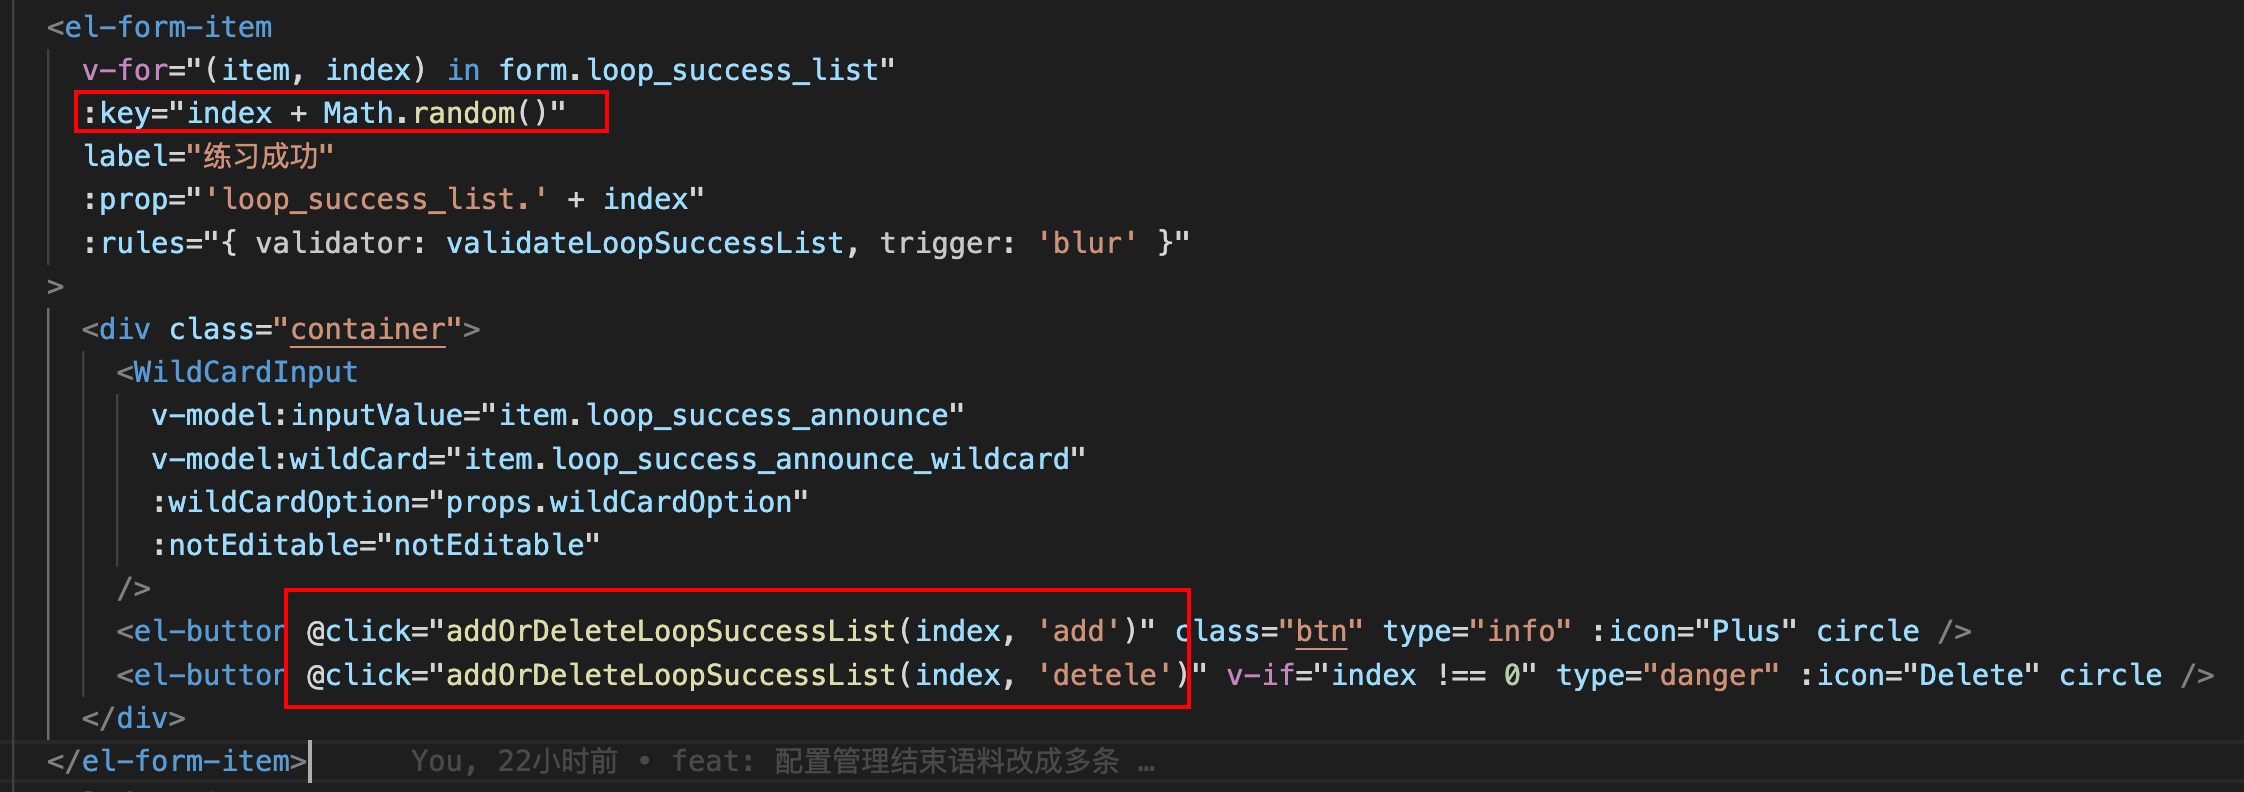 <el-form-item
v-for="(item, index) in form.loop_success_list"
:key="index + Math.random()"
label="练习成功"
:prop="'loop_success_list.' + index"
:rules="{ validator: validateLoopSuccessList, trigger: 'blur' }"
>
<div class="container">
<WildCardInput
v-model:inputValue="item.loop_success_announce"
v-model:wildCard="item.loop_success_announce_wildcard"
:wildCardOption="props.wildCardOption"
:notEditable="notEditable"
/>
<el-button @click="addOrDeleteLoopSuccessList(index, 'add')" class="btn" type="info" :icon="Plus" circle />
<el-button @click="addOrDeleteLoopSuccessList(index, 'detele')" v-if="index !== 0" type="danger" :icon="Delete" circle />
</div>
</el-form-item> You, 22小时前 • feat: 配置管理结束语料改成多条 …